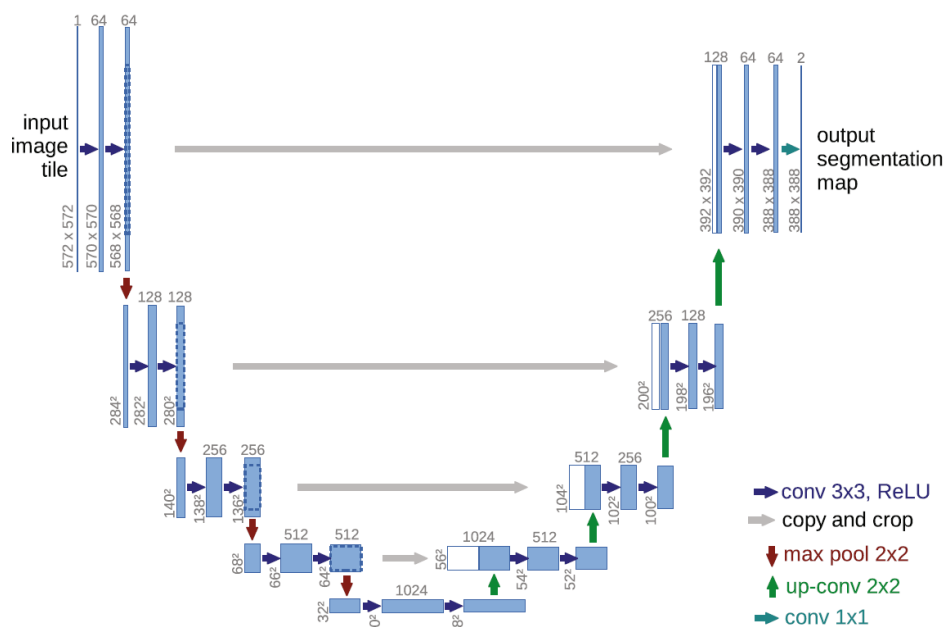 1 64 64
input
image
tile
572 x 572
570 x 570
568 x 568
128 64 64 2
output
segmentation
map
392 x 392
390 x 390
388 x 388
388 x 388
128 128
284²
282²
280²
256 128
200²
198²
196²
256 256
140²
138²
136²
512 256
104²
102²
100²
512 512
68²
66²
64²
1024 512
56²
54²
52²
1024
32²
0²
8²
conv 3x3, ReLU
copy and crop
max pool 2x2
up-conv 2x2
conv 1x1